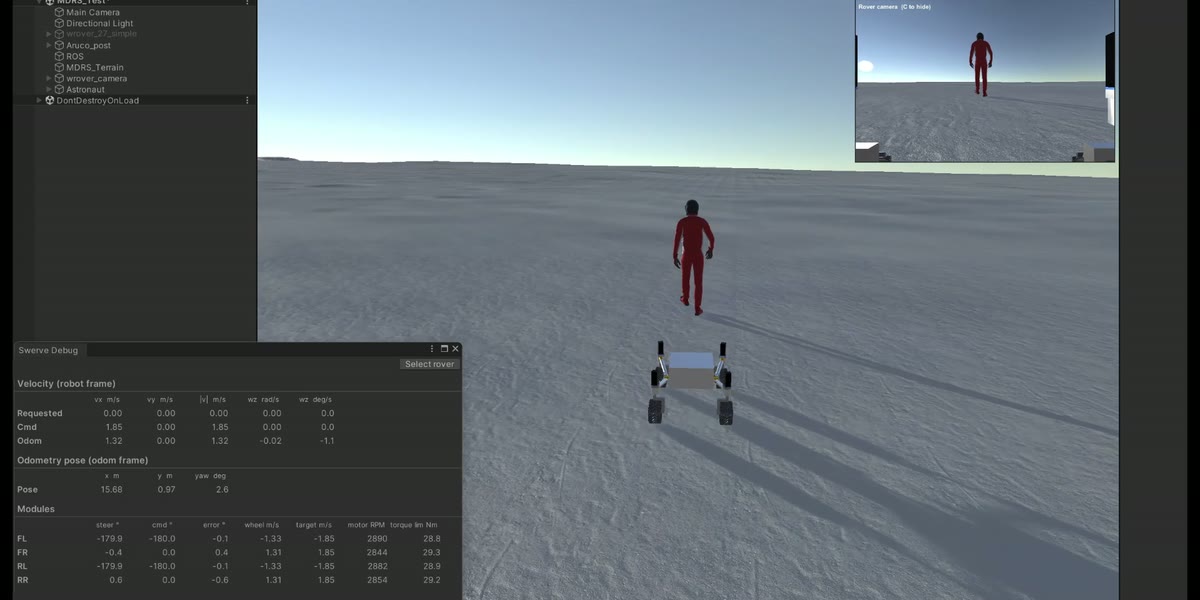 MDRS_Test*
Main Camera
Directional Light
wrover_27_simple
Aruco_post
ROS
MDRS_Terrain
wrover_camera
Astronaut
DontDestroyOnLoad
Rover camera (C to hide)
Swerve Debug
Select rover
Velocity (robot frame)
vx m/s vy m/s |v| m/s wz rad/s wz deg/s
Requested 0.00 0.00 0.00 0.00 0.0
Cmd 1.85 0.00 1.85 0.00 0.0
Odom 1.32 0.00 1.32 -0.02 -1.1
Odometry pose (odom frame)
x m y m yaw deg
Pose 15.68 0.97 2.6
Modules
steer ° cmd ° error ° wheel m/s target m/s motor RPM torque lim Nm
FL -179.9 -180.0 -0.1 -1.33 -1.85 2890 28.8
FR -0.4 0.0 0.4 1.31 1.85 2844 29.3
RL -179.9 -180.0 -0.1 -1.33 -1.85 2882 28.9
RR 0.6 0.0 -0.6 1.31 1.85 2854 29.2